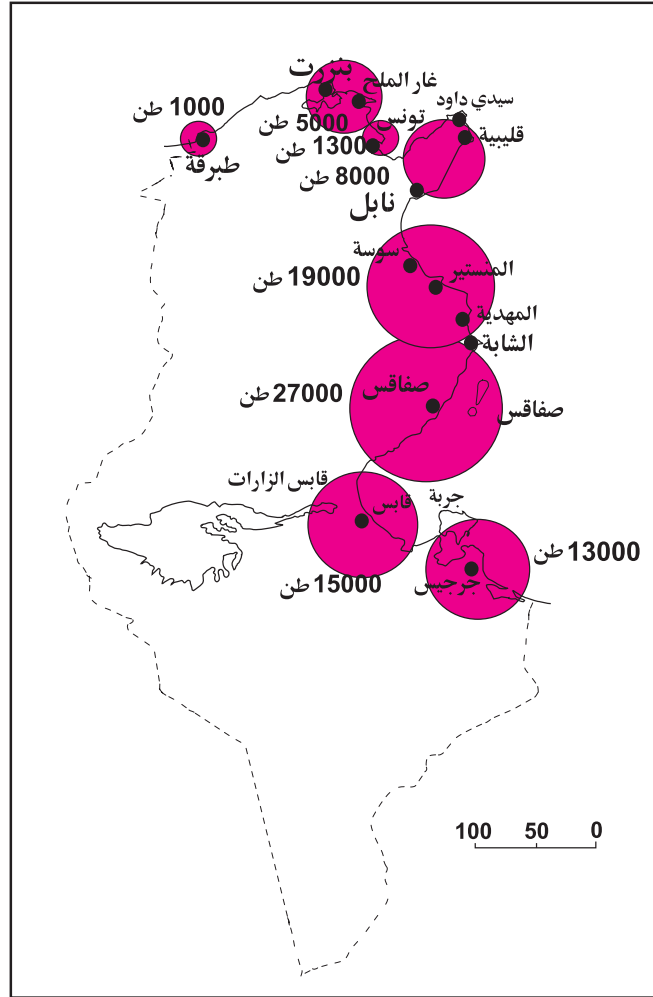 بنزرت
غار الملح
1000 طن
5000 طن
تونس
سيدي داود
قليبية
1300 طن
طبرقة
8000 طن
نابل
سوسة
المنستير
19000 طن
المهدية
الشابة
صفاقس
27000 طن
صفاقس
قابس الزارات
جربة
قابس
13000 طن
جرجيس
15000 طن
100 50 0